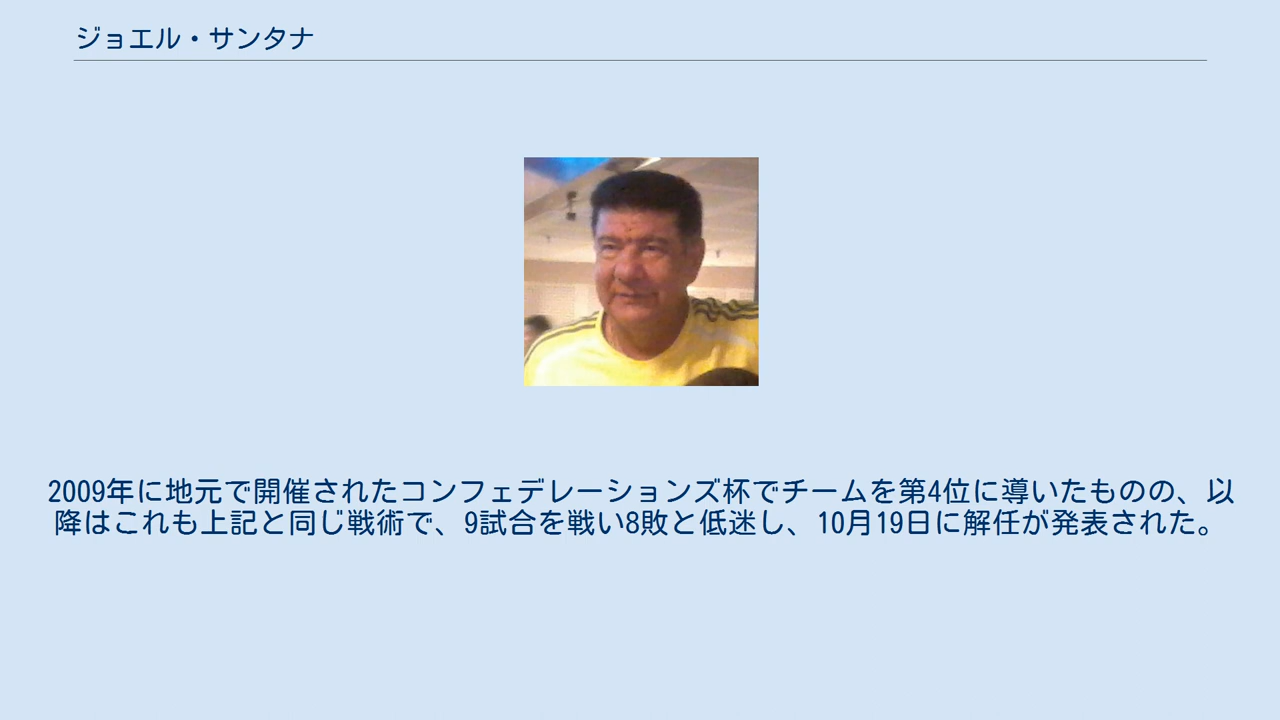 ジョエル・サンタナ
2009年に地元で開催されたコンフェデレーションズ杯でチームを第4位に導いたものの、以
降はこれも上記と同じ戦術で、9試合を戦い8敗と低迷し、10月19日に解任が発表された。